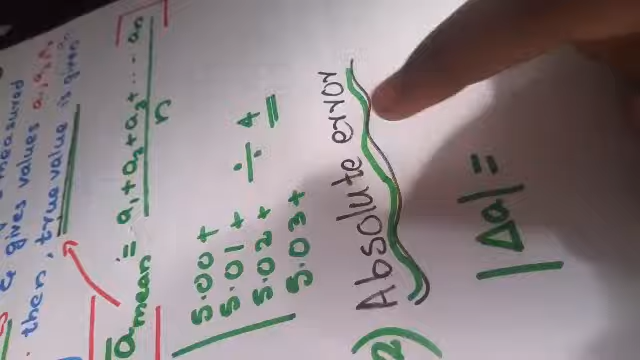 measured
& gives values a₁, a₂, a₃
then, true value is given
a̅ mean = a₁+a₂+a₃+...aₙ
n
5.00+
5.01+
5.02+ ÷ 4
5.03+
2) Absolute error
|Δa| =